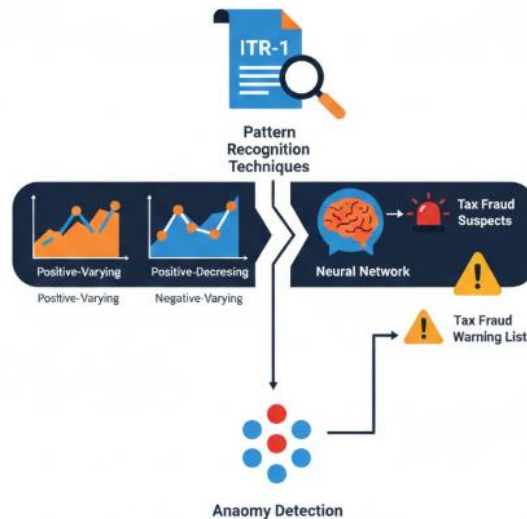 ITR-1
Pattern
Recognition
Techniques
Positive-Varying
Positive-Decresing
Positive-Varying
Negative-Varying
Neural Network
Tax Fraud
Suspects
Tax Fraud
Warning List
Anaomy Detection